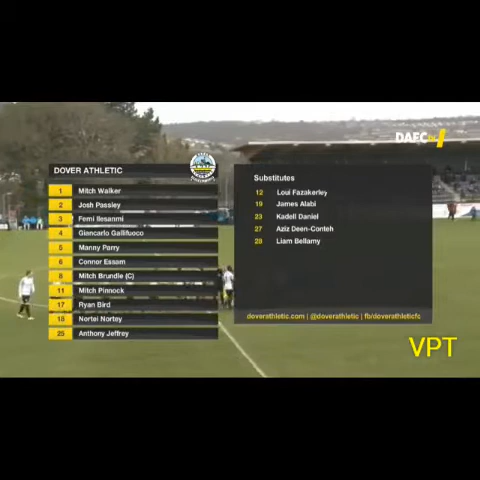 DAFC tv 1
DOVER ATHLETIC
1 Mitch Walker
2 Josh Passley
3 Femi Ilesanmi
4 Giancarlo Gallifuoco
5 Manny Parry
6 Connor Essam
8 Mitch Brundle (C)
11 Mitch Pinnock
17 Ryan Bird
18 Nortei Nortey
25 Anthony Jeffrey
Substitutes
12 Loui Fazakerley
19 James Alabi
23 Kadell Daniel
27 Aziz Deen-Conteh
28 Liam Bellamy
doverathletic.com | @doverathletic | fb/doverathleticfc
VPT